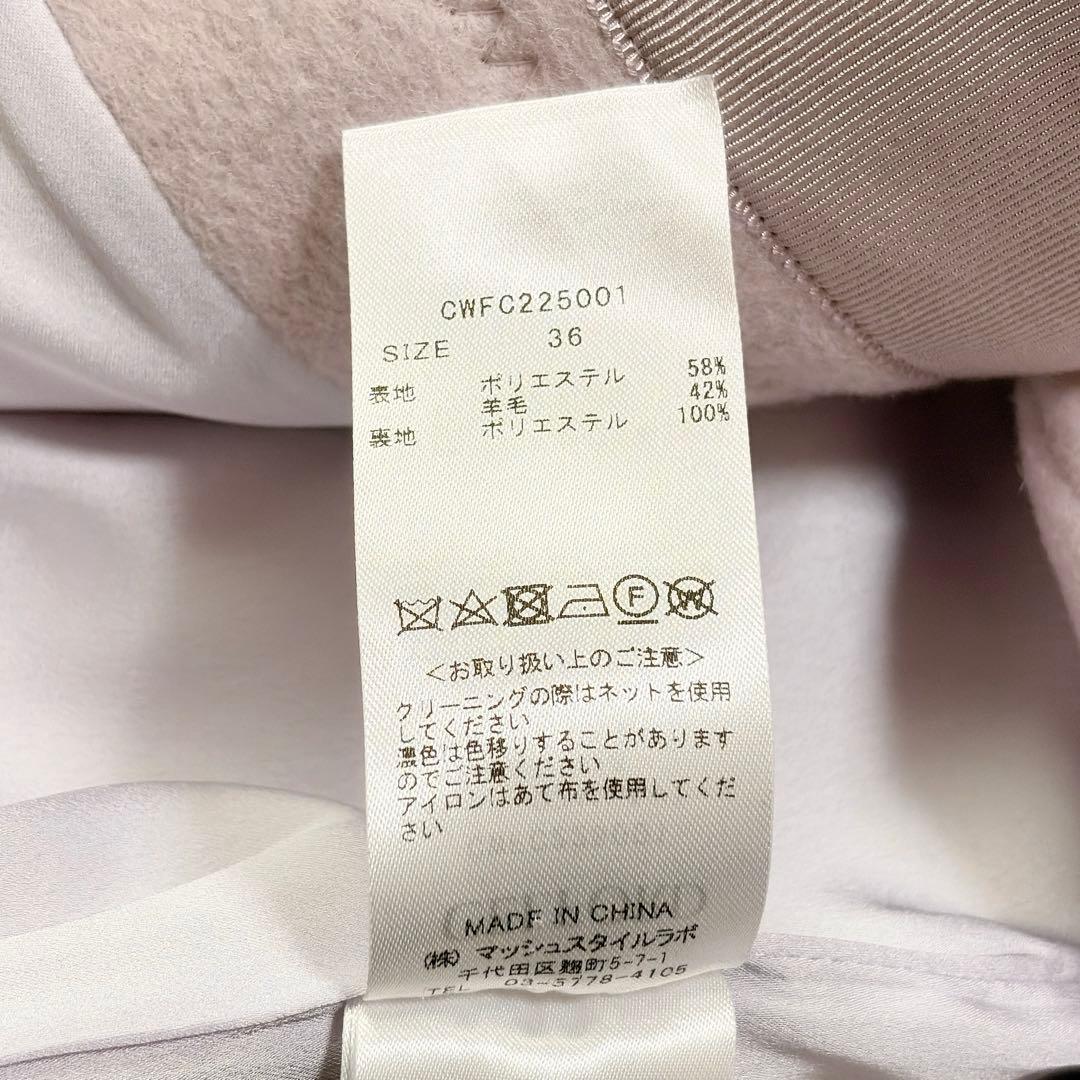 CWFC225001
SIZE 36
表地 ポリエステル 58%
羊毛 42%
裏地 ポリエステル 100%
F W
<お取り扱い上のご注意>
クリーニングの際はネットを使用
してください
濃色は色移りすることがあります
のでご注意ください
アイロンはあて布を使用してくだ
さい
MADE IN CHINA
(株) マッシュスタイルラボ
千代田区麹町5-7-1
TEL 03-5778-4105